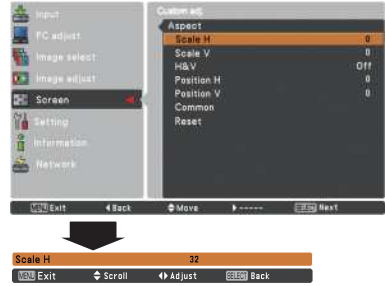 Input
Custom adj.
PC adjust
Aspect
Scale H 0
Image select
Scale V 0
H&V Off
Image adjust
Position H 0
Position V 0
Screen
Common
Setting
Reset
Information
Network
MENU Exit ◀Back ◆Move ▶----- SELECT Next
Scale H 32
MENU Exit ◆ Scroll ◀▶ Adjust SELECT Back